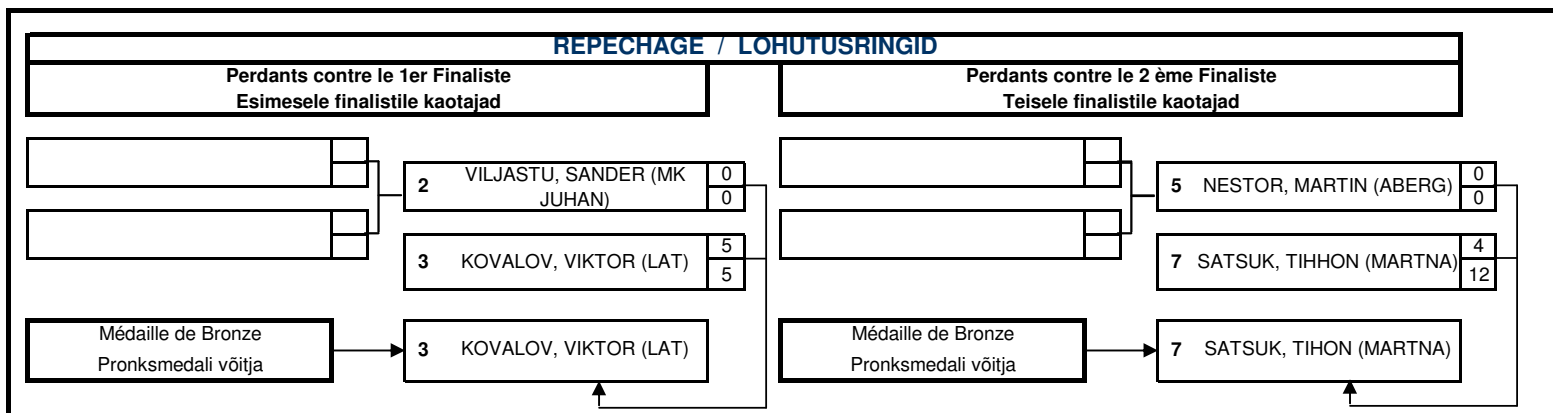 REPECHAGE / LOHUTUSRINGID
Perdants contre le 1er Finaliste
Esimesele finalistile kaotajad
Perdants contre le 2 ème Finaliste
Teisele finalistile kaotajad
2 VILJASTU, SANDER (MK JUHAN) 0
0
5 NESTOR, MARTIN (ABERG) 0
0
3 KOVALOV, VIKTOR (LAT) 5
5
7 SATSUK, TIHHON (MARTNA) 4
12
Médaille de Bronze
Pronksmedali võitja
3 KOVALOV, VIKTOR (LAT)
Médaille de Bronze
Pronksmedali võitja
7 SATSUK, TIHON (MARTNA)